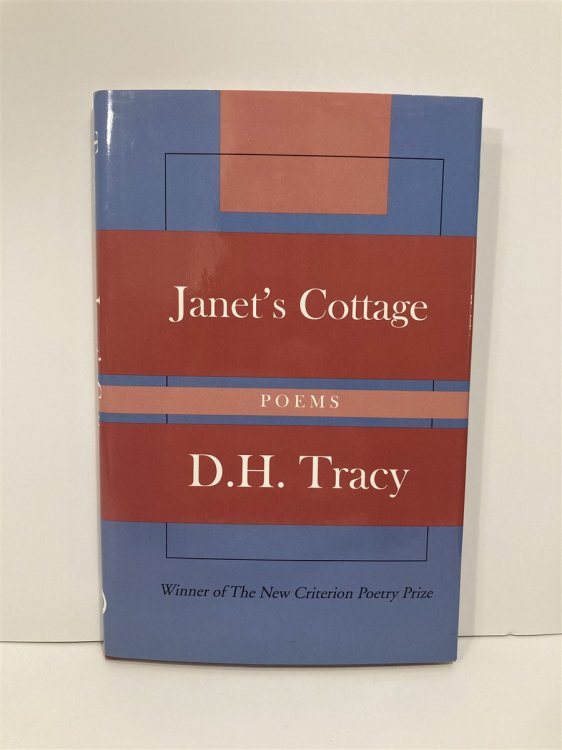 Janet’s Cottage
POEMS
D.H. Tracy
Winner of The New Criterion Poetry Prize